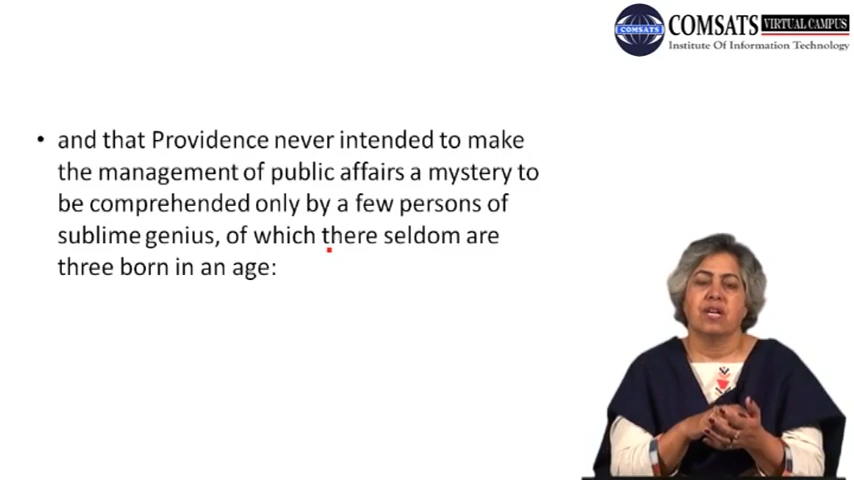 COMSATS
COMSATS VIRTUAL CAMPUS
Institute Of Information Technology
• and that Providence never intended to make
the management of public affairs a mystery to
be comprehended only by a few persons of
sublime genius, of which there seldom are
three born in an age: